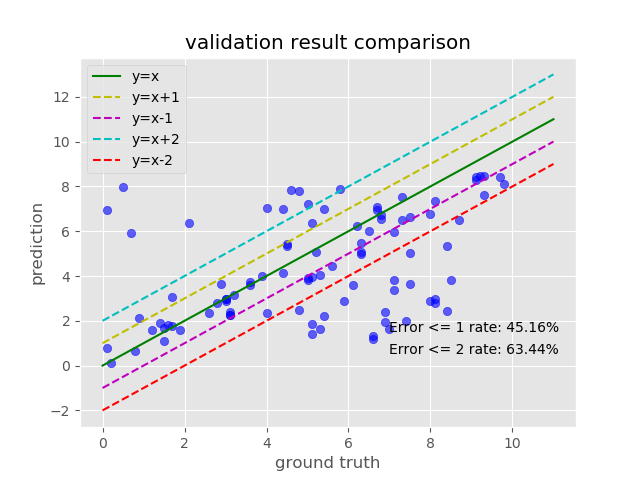 validation result comparison
y=x
y=x+1
y=x-1
y=x+2
y=x-2
12
10
8
6
4
2
0
−2
prediction
Error <= 1 rate: 45.16%
Error <= 2 rate: 63.44%
0 2 4 6 8 10
ground truth